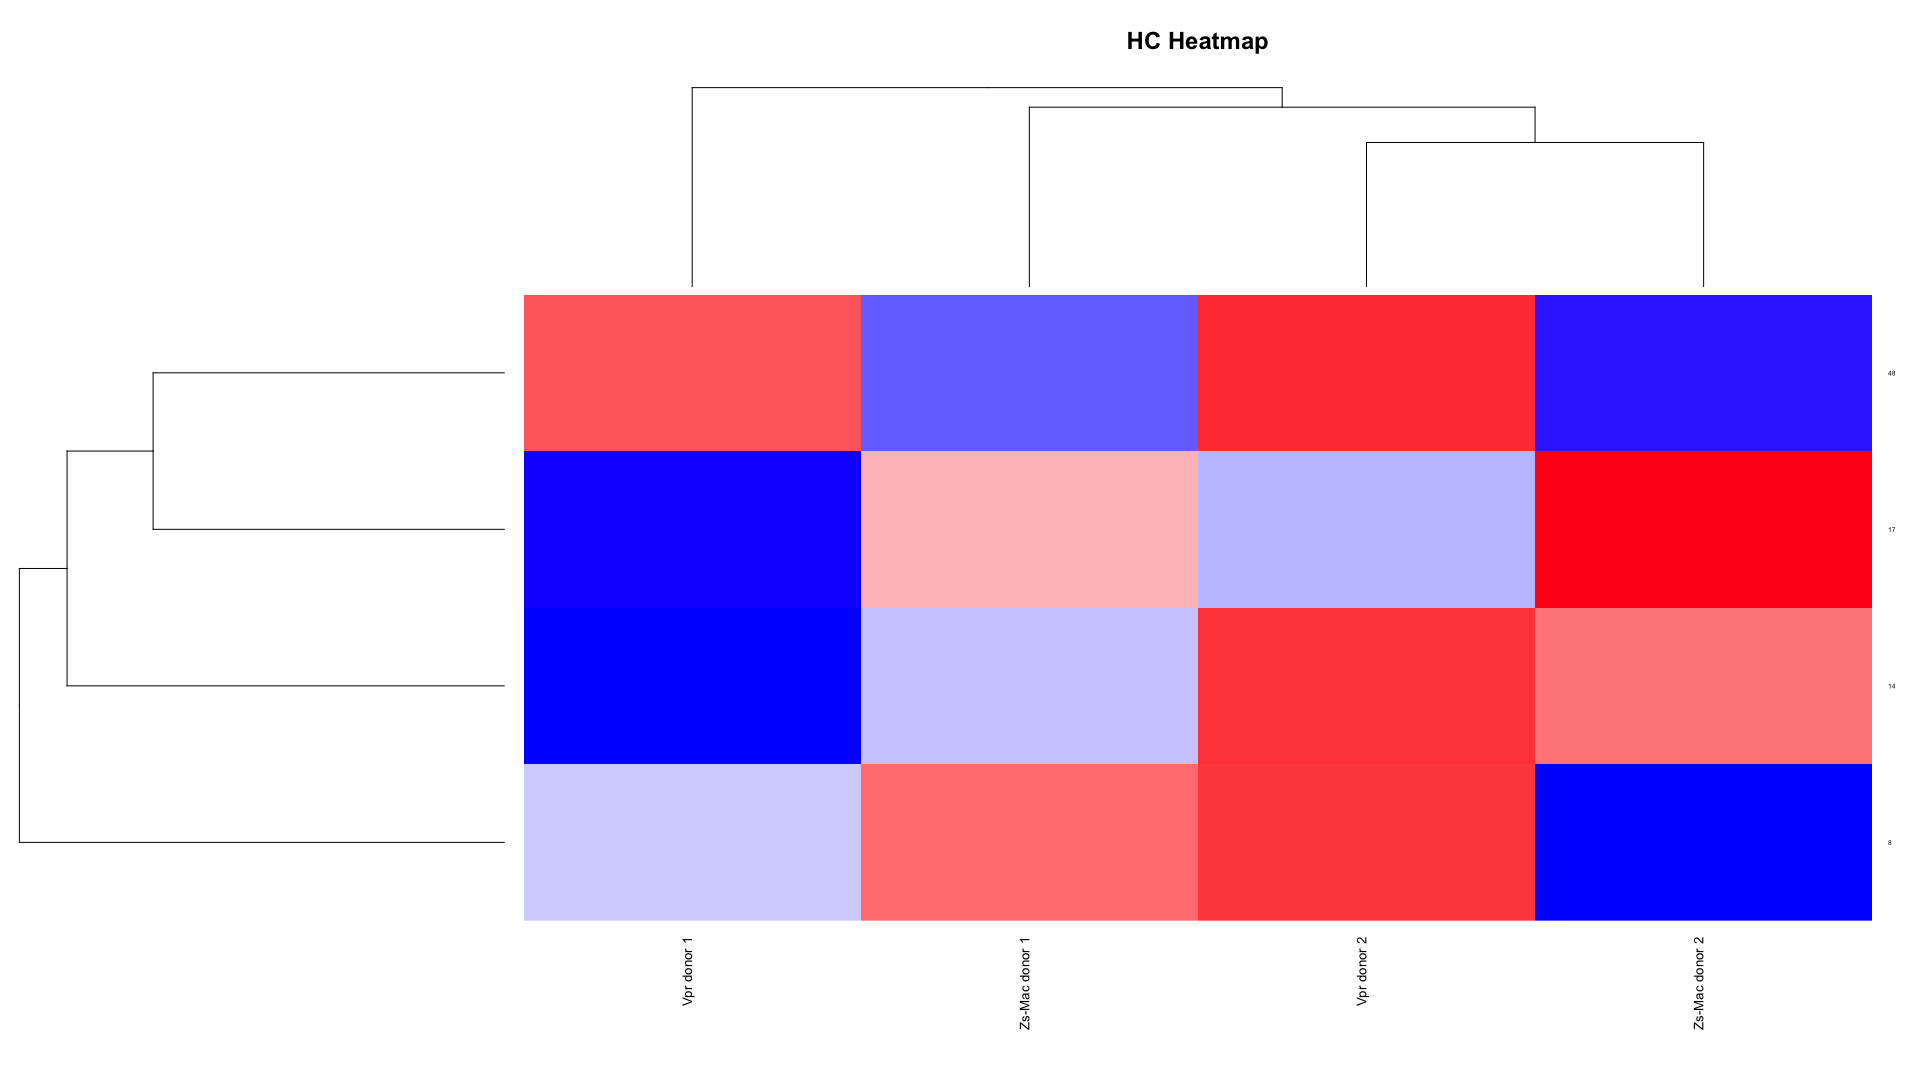 HC Heatmap
48
17
14
8
Vpr donor 1
Zs-Mac donor 1
Vpr donor 2
Zs-Mac donor 2